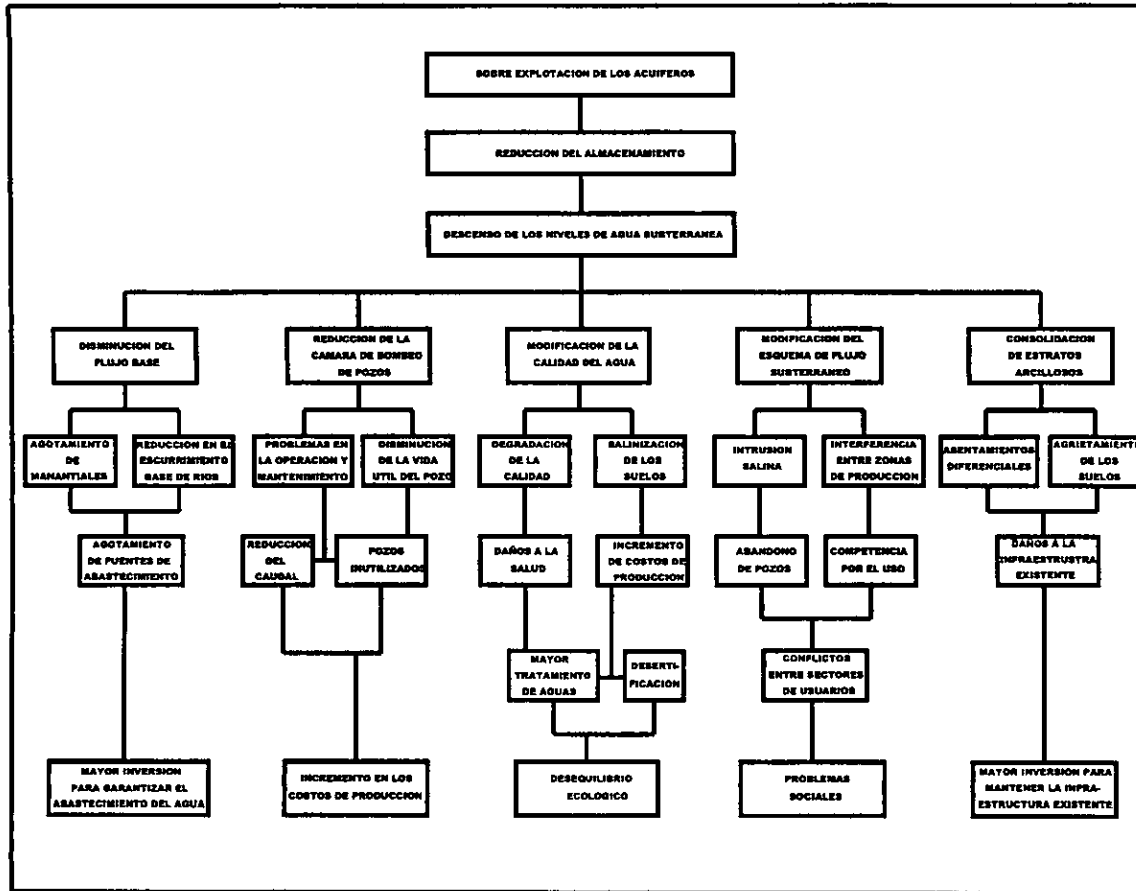 SOBRE EXPLOTACION DE LOS ACUIFEROS
REDUCCION DEL ALMACENAMIENTO
DESCENSO DE LOS NIVELES DE AGUA SUBTERRANEA
DISMINUCION DEL
FLUJO BASE
REDUCCION DE LA
CAMARA DE BOMBEO
DE POZOS
MODIFICACION DE LA
CALIDAD DEL AGUA
MODIFICACION DEL
ESQUEMA DE FLUJO
SUBTERRANEO
CONSOLIDACION
DE ESTRATOS
ARCILLOSOS
AGOTAMIENTO
DE
MANANTIALES
REDUCCION EN EL
ESCURRIMIENTO
BASE DE RIOS
PROBLEMAS EN
LA OPERACION Y
MANTENIMIENTO
DISMINUCION
DE LA VIDA
UTIL DEL POZO
DEGRADACION
DE LA
CALIDAD
SALINIZACION
DE LOS
SUELOS
INTRUSION
SALINA
INTERFERENCIA
ENTRE ZONAS
DE PRODUCCION
ASENTAMIENTOS
DIFERENCIALES
AGRIETAMIENTO
DE LOS
SUELOS
AGOTAMIENTO
DE FUENTES DE
ABASTECIMIENTO
REDUCCION
DEL
CAUDAL
POZOS
INUTILIZADOS
DAÑOS A LA
SALUD
INCREMENTO
DE COSTOS DE
PRODUCCION
ABANDONO
DE POZOS
COMPETENCIA
POR EL USO
DAÑOS A LA
INFRAESTRUSTRA
EXISTENTE
MAYOR
TRATAMIENTO
DE AGUAS
DESERTI-
FICACION
CONFLICTOS
ENTRE SECTORES
DE USUARIOS
MAYOR INVERSION
PARA GARANTIZAR EL
ABASTECIMIENTO DEL AGUA
INCREMENTO EN LOS
COSTOS DE PRODUCCION
DESEQUILIBRIO
ECOLOGICO
PROBLEMAS
SOCIALES
MAYOR INVERSIÓN PARA
MANTENER LA INFRA-
ESTRUCTURA EXISTENTE